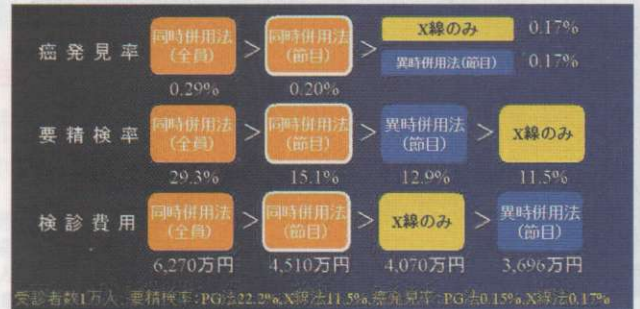 癌発見率 同時併用法(全員) > 同時併用法(節目) > X線のみ 0.17%
異時併用法(節目) 0.17%
0.29% 0.20%
要精検率 同時併用法(全員) > 同時併用法(節目) > 異時併用法(節目) > X線のみ
29.3% 15.1% 12.9% 11.5%
検診費用 同時併用法(全員) > 同時併用法(節目) > X線のみ > 異時併用法(節目)
6,270万円 4,510万円 4,070万円 3,696万円
受診者数1万人、要精検率:PG法22.2%,X線法11.5%,癌発見率:PG法0.15%,X線法0.17%